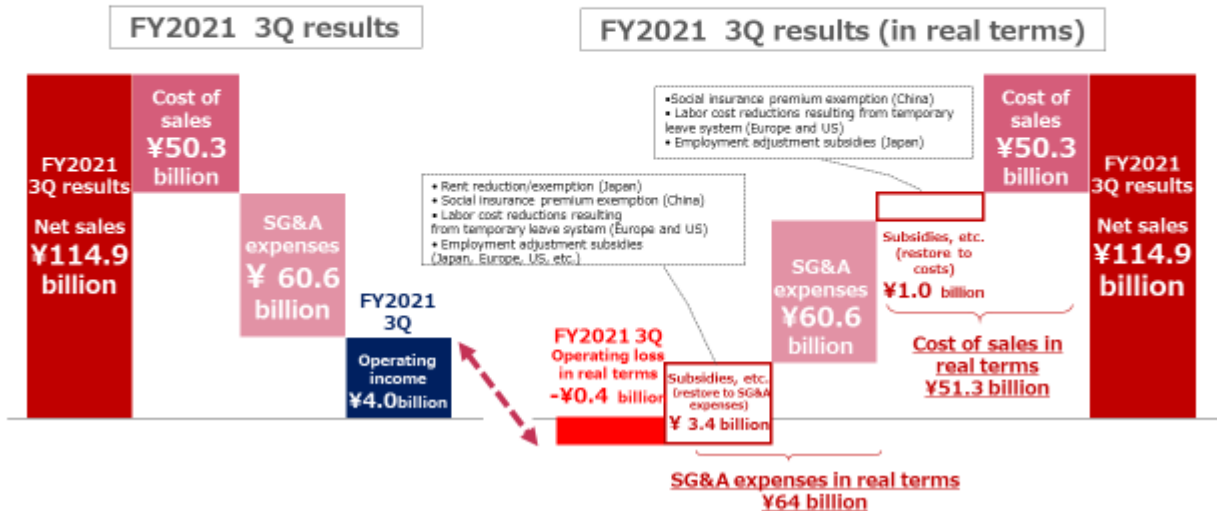 FY2021 3Q results
FY2021
3Q results
Net sales
¥114.9
billion
Cost of
sales
¥50.3
billion
SG&A
expenses
¥ 60.6
billion
FY2021
3Q
Operating
income
¥4.0billion
FY2021 3Q results (in real terms)
• Rent reduction/exemption (Japan)
• Social insurance premium exemption (China)
• Labor cost reductions resulting
from temporary leave system (Europe and US)
• Employment adjustment subsidies
(Japan, Europe, US, etc.)
▪Social insurance premium exemption (China)
• Labor cost reductions resulting from temporary
leave system (Europe and US)
▪ Employment adjustment subsidies (Japan)
FY2021 3Q
Operating loss
in real terms
-¥0.4 billion
Subsidies, etc.
(restore to SG&A
expenses)
¥ 3.4 billion
SG&A
expenses
¥60.6
billion
SG&A expenses in real terms
¥64 billion
Subsidies, etc.
(restore to
costs)
¥1.0 billion
Cost of
sales
¥50.3
billion
Cost of sales in
real terms
¥51.3 billion
FY2021
3Q results
Net sales
¥114.9
billion